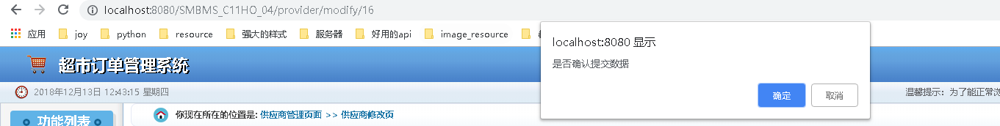 localhost:8080/SMBMS_C11HO_04/provider/modify/16
应用 joy python resource 强大的样式 服务器 好用的api image_resource
localhost:8080 显示
是否确认提交数据
确定 取消
超市订单管理系统
2018年12月13日 12:43:15 星期四
温馨提示：为了能正常浏
功能列表
你现在所在的位置是: 供应商管理页面 >> 供应商修改页